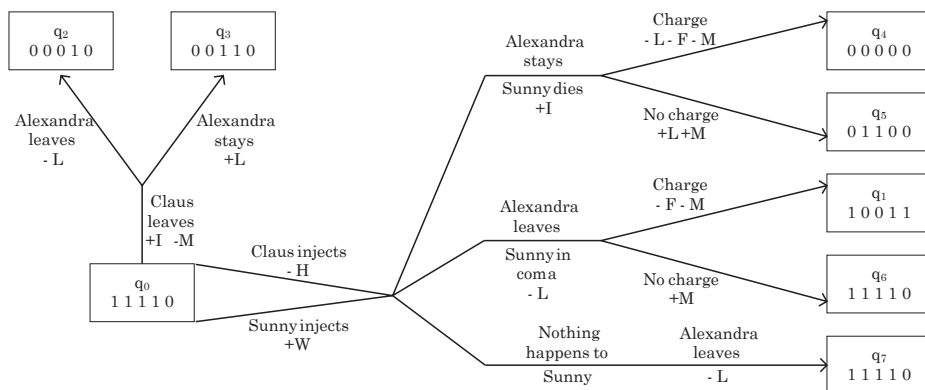 q2
0 0 0 1 0
q3
0 0 1 1 0
Alexandra
leaves
- L
Alexandra
stays
+L
Claus
leaves
+I -M
q0
1 1 1 1 0
Claus injects
- H
Sunny injects
+W
Alexandra
stays
Sunny dies
+I
Charge
- L - F - M
q4
0 0 0 0 0
No charge
+L +M
q5
0 1 1 0 0
Alexandra
leaves
Sunny in
coma
- L
Charge
- F - M
q1
1 0 0 1 1
No charge
+M
q6
1 1 1 1 0
Nothing
happens to
Sunny
Alexandra
leaves
- L
q7
1 1 1 1 0